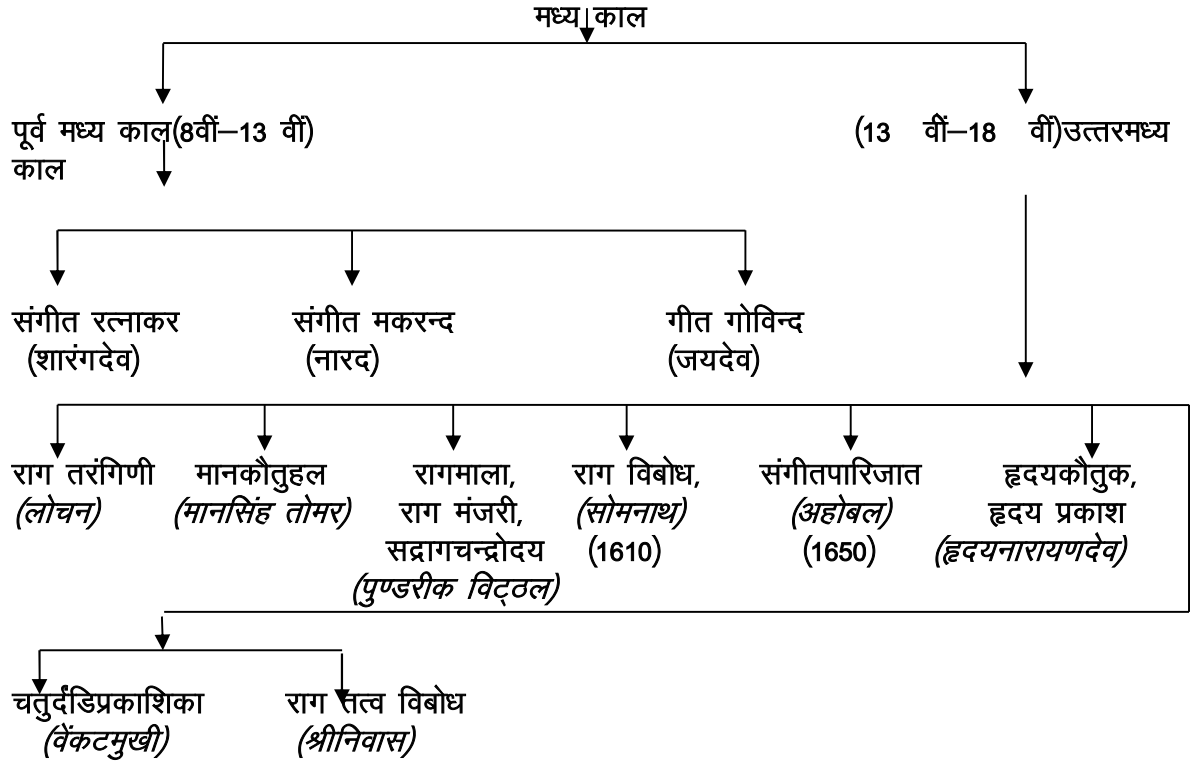 मध्य काल
पूर्व मध्य काल(8वीं–13 वीं)
काल
(13 वीं–18 वीं)उत्तरमध्य
संगीत रत्नाकर
(शारंगदेव)
संगीत मकरन्द
(नारद)
गीत गोविन्द
(जयदेव)
राग तरंगिणी
(लोचन)
मानकौतुहल
(मानसिंह तोमर)
रागमाला,
राग मंजरी,
सद्रागचन्द्रोदय
(पुण्डरीक विट्ठल)
राग विबोध,
(सोमनाथ)
(1610)
संगीतपारिजात
(अहोबल)
(1650)
हृदयकौतुक,
हृदय प्रकाश
(हृदयनारायणदेव)
चतुर्दंडिप्रकाशिका
(वेंकटमुखी)
राग तत्व विबोध
(श्रीनिवास)